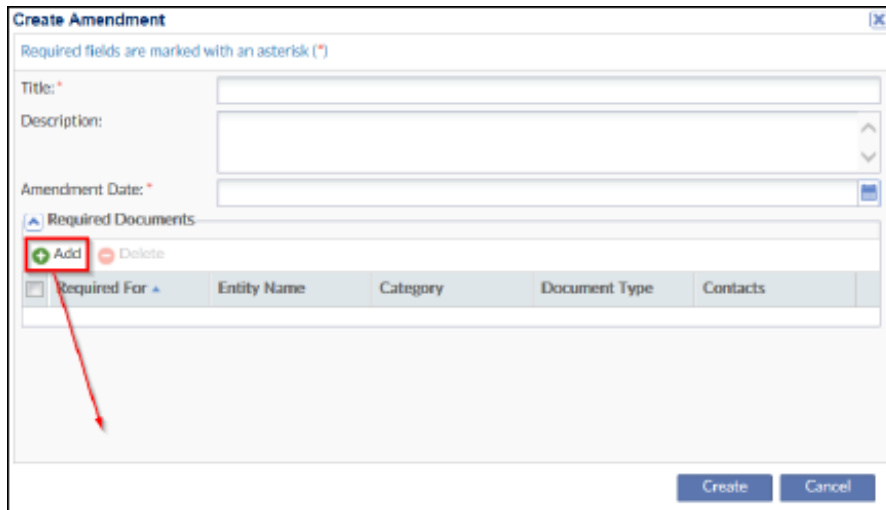 Create Amendment
Required fields are marked with an asterisk (*)
Title:*
Description:
Amendment Date: *
Required Documents
Add Delete
Required For Entity Name Category Document Type Contacts
Create Cancel